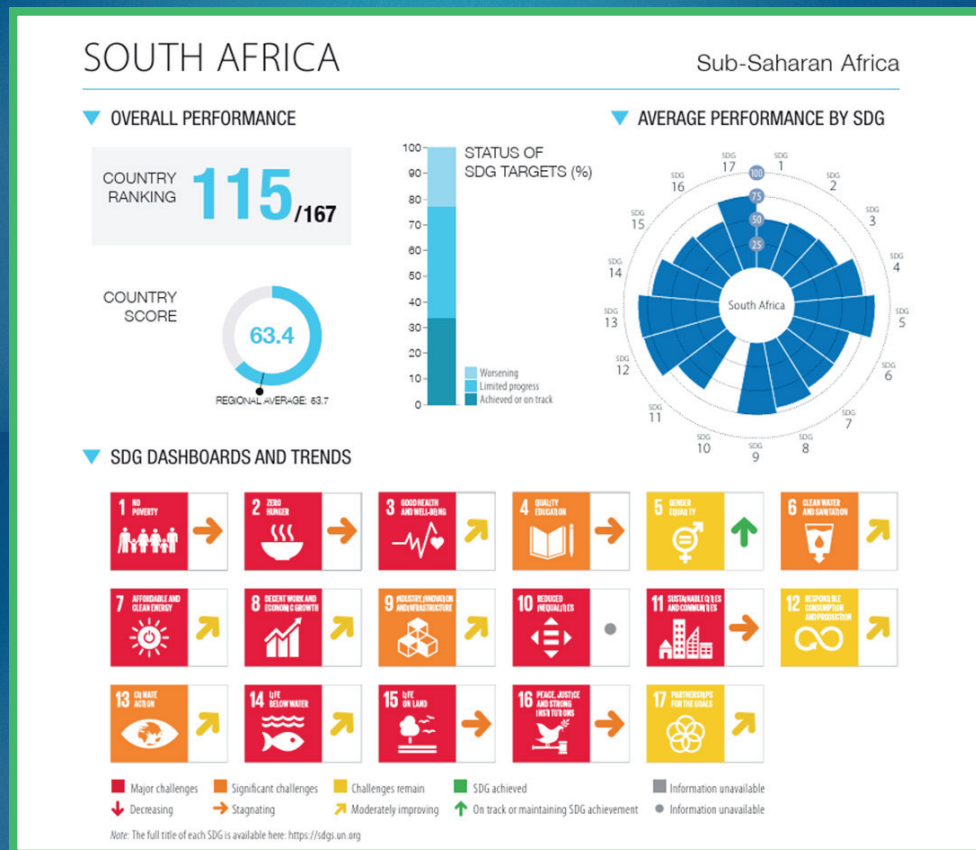 SOUTH AFRICA
Sub-Saharan Africa
OVERALL PERFORMANCE
COUNTRY
RANKING
115/167
COUNTRY
SCORE
63.4
REGIONAL AVERAGE: 63.7
STATUS OF
SDG TARGETS (%)
100
90
80
70
60
50
40
30
20
10
0
Worsening
Limited progress
Achieved or on track
AVERAGE PERFORMANCE BY SDG
SDG
1
SDG
2
SDG
3
SDG
4
SDG
5
SDG
6
SDG
7
SDG
8
SDG
9
SDG
10
SDG
11
SDG
12
SDG
13
SDG
14
SDG
15
SDG
16
SDG
17
100
75
50
25
South Africa
SDG DASHBOARDS AND TRENDS
1 NO
POVERTY
2 ZERO
HUNGER
3 GOOD HEALTH
AND WELL-BEING
4 QUALITY
EDUCATION
5 GENDER
EQUALITY
6 CLEAN WATER
AND SANITATION
7 AFFORDABLE AND
CLEAN ENERGY
8 DECENT WORK AND
ECONOMIC GROWTH
9 INDUSTRY, INNOVATION
AND INFRASTRUCTURE
10 REDUCED
INEQUALITIES
11 SUSTAINABLE CITIES
AND COMMUNITIES
12 RESPONSIBLE
CONSUMPTION
AND PRODUCTION
13 CLIMATE
ACTION
14 LIFE
BELOW WATER
15 LIFE
ON LAND
16 PEACE, JUSTICE
AND STRONG
INSTITUTIONS
17 PARTNERSHIPS
FOR THE GOALS
Major challenges
Significant challenges
Challenges remain
SDG achieved
Information unavailable
Decreasing
Stagnating
Moderately improving
On track or maintaining SDG achievement
Information unavailable
Note: The full title of each SDG is available here: https://sdgs.un.org